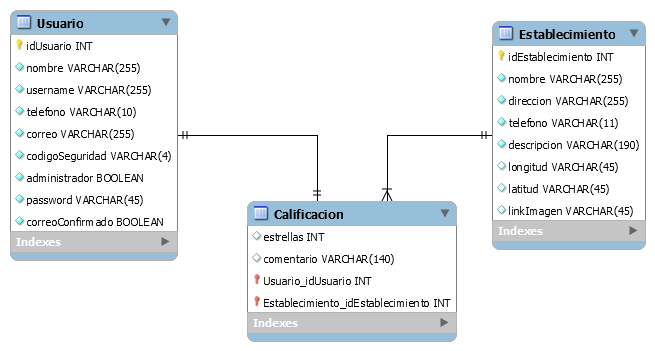 Usuario
idUsuario INT
nombre VARCHAR(255)
username VARCHAR(255)
telefono VARCHAR(10)
correo VARCHAR(255)
codigoSeguridad VARCHAR(4)
administrador BOOLEAN
password VARCHAR(45)
correoConfirmado BOOLEAN
Indexes
Establecimiento
idEstablecimiento INT
nombre VARCHAR(255)
direccion VARCHAR(255)
telefono VARCHAR(11)
descripcion VARCHAR(190)
longitud VARCHAR(45)
latitud VARCHAR(45)
linkImagen VARCHAR(45)
Indexes
Calificacion
estrellas INT
comentario VARCHAR(140)
Usuario_idUsuario INT
Establecimiento_idEstablecimiento INT
Indexes